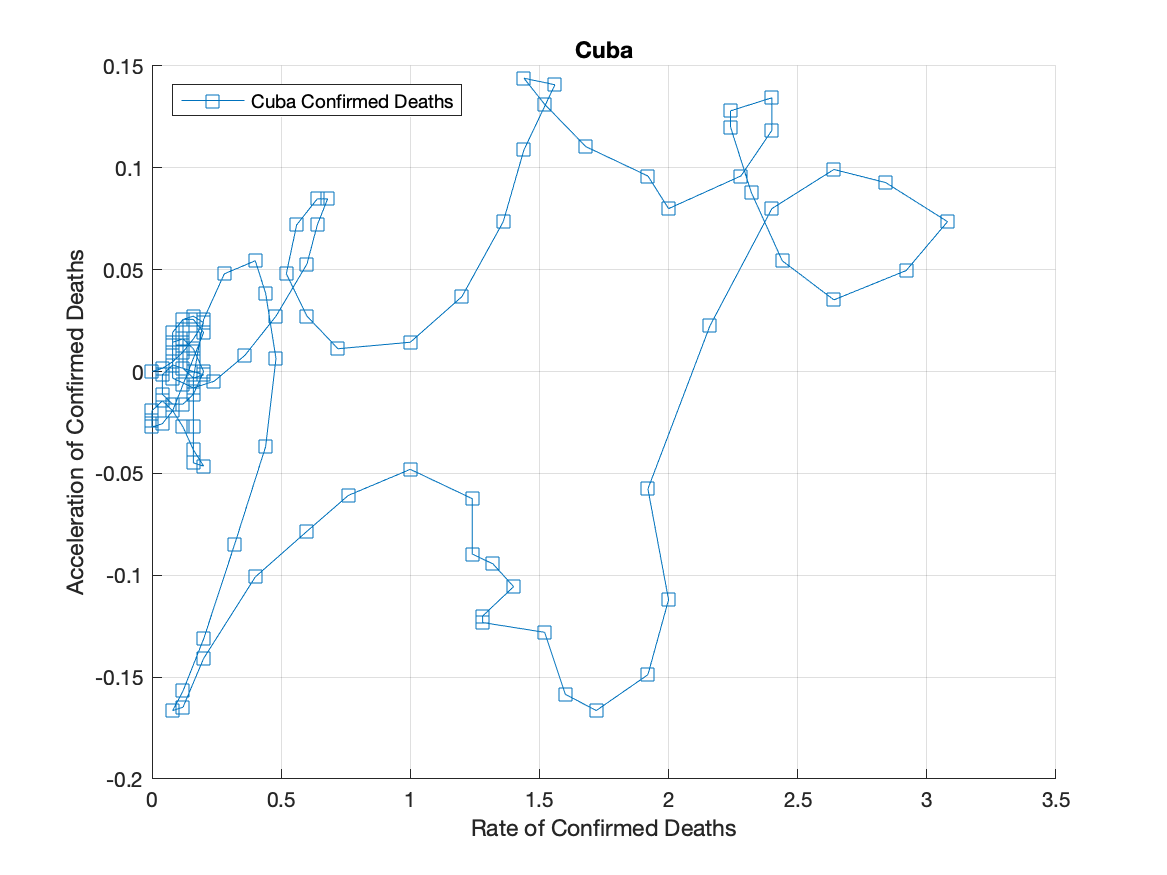 Cuba
Cuba Confirmed Deaths
0.15
0.1
0.05
0
-0.05
-0.1
-0.15
-0.2
Acceleration of Confirmed Deaths
0 0.5 1 1.5 2 2.5 3 3.5
Rate of Confirmed Deaths